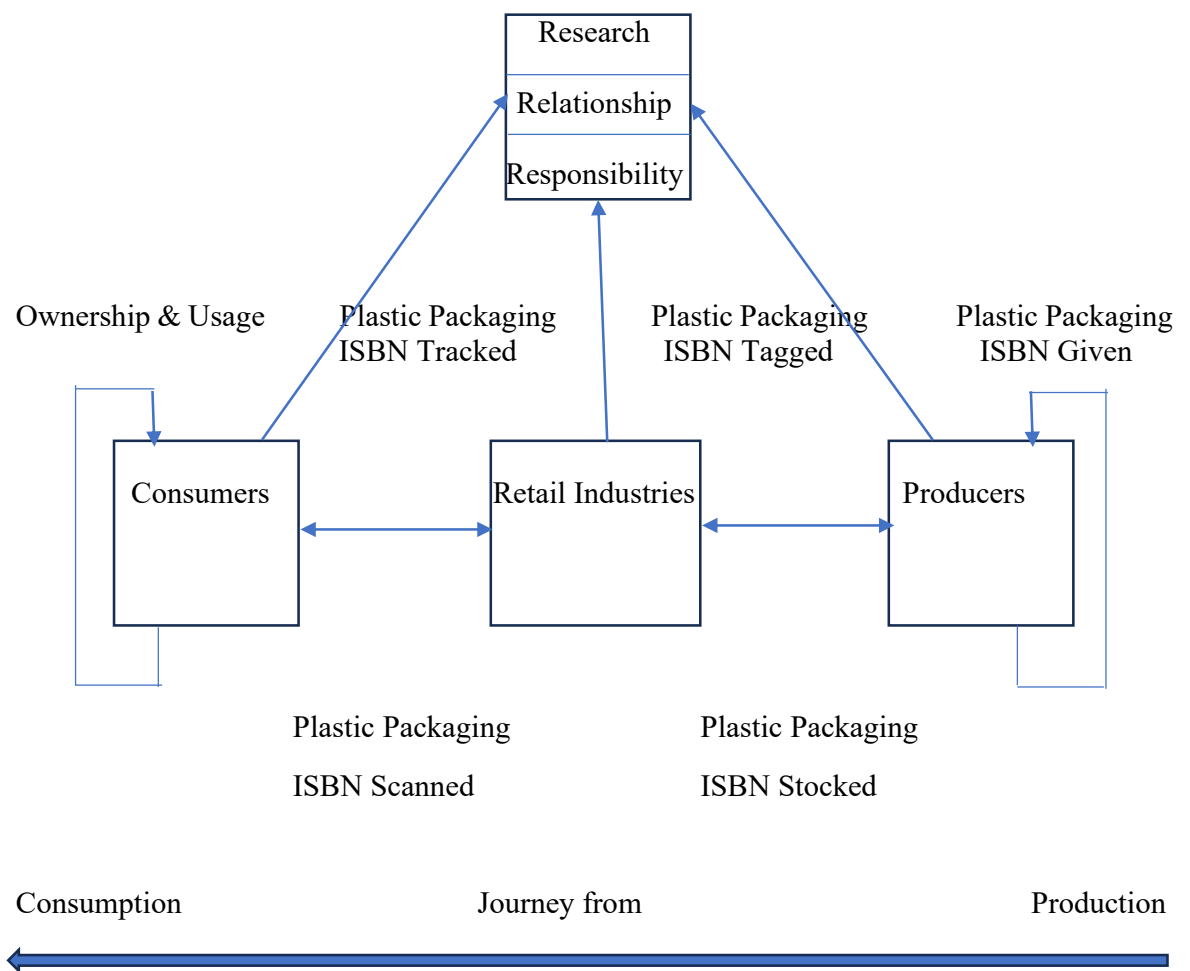 Research
Relationship
Responsibility
Ownership & Usage
Plastic Packaging
ISBN Tracked
Plastic Packaging
ISBN Tagged
Plastic Packaging
ISBN Given
Consumers
Retail Industries
Producers
Plastic Packaging
ISBN Scanned
Plastic Packaging
ISBN Stocked
Consumption
Journey from
Production